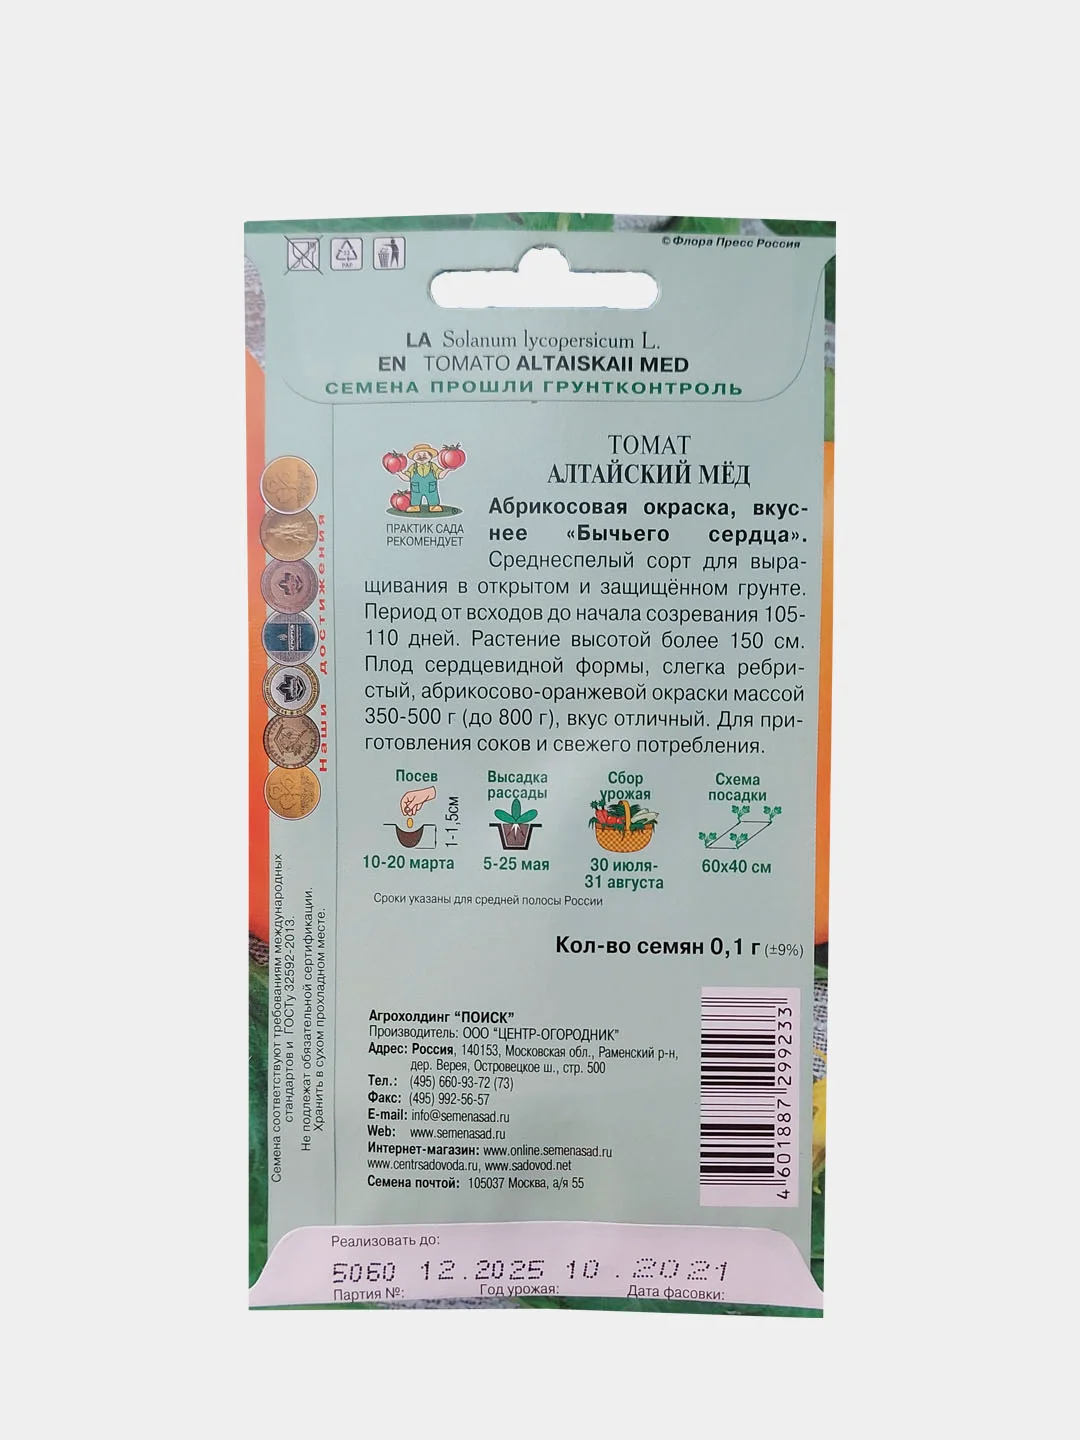 © Флора Пресс Россия
PAP
LA Solanum lycopersicum L.
EN TOMATO ALTAISKAII MED
СЕМЕНА ПРОШЛИ ГРУНТКОНТРОЛЬ
ТОМАТ
АЛТАЙСКИЙ МЁД
ПРАКТИК САДА
РЕКОМЕНДУЕТ
Абрикосовая окраска, вкус-
нее «Бычьего сердца».
Среднеспелый сорт для выра-
щивания в открытом и защищённом грунте.
Период от всходов до начала созревания 105-
110 дней. Растение высотой более 150 см.
Плод сердцевидной формы, слегка ребри-
стый, абрикосово-оранжевой окраски массой
350-500 г (до 800 г), вкус отличный. Для при-
готовления соков и свежего потребления.
Наши достижения
Посев
1-1,5см
10-20 марта
Высадка
рассады
5-25 мая
Сбор
урожая
30 июля-
31 августа
Схема
посадки
60х40 см
Сроки указаны для средней полосы России
Кол-во семян 0,1 г (±9%)
Семена соответствуют требованиям международных
стандартов и ГОСТу 32592-2013.
Не подлежат обязательной сертификации.
Хранить в сухом прохладном месте.
Агрохолдинг "ПОИСК"
Производитель: ООО "ЦЕНТР-ОГОРОДНИК"
Адрес: Россия, 140153, Московская обл., Раменский р-н,
дер. Верея, Островецкое ш., стр. 500
Тел.: (495) 660-93-72 (73)
Факс: (495) 992-56-57
E-mail: info@semenasad.ru
Web: www.semenasad.ru
Интернет-магазин: www.online.semenasad.ru
www.centrsadovoda.ru, www.sadovod.net
Семена почтой: 105037 Москва, а/я 55
4 601887 299233
Реализовать до:
5060 12.2025 10.2021
Партия №: Год урожая: Дата фасовки: